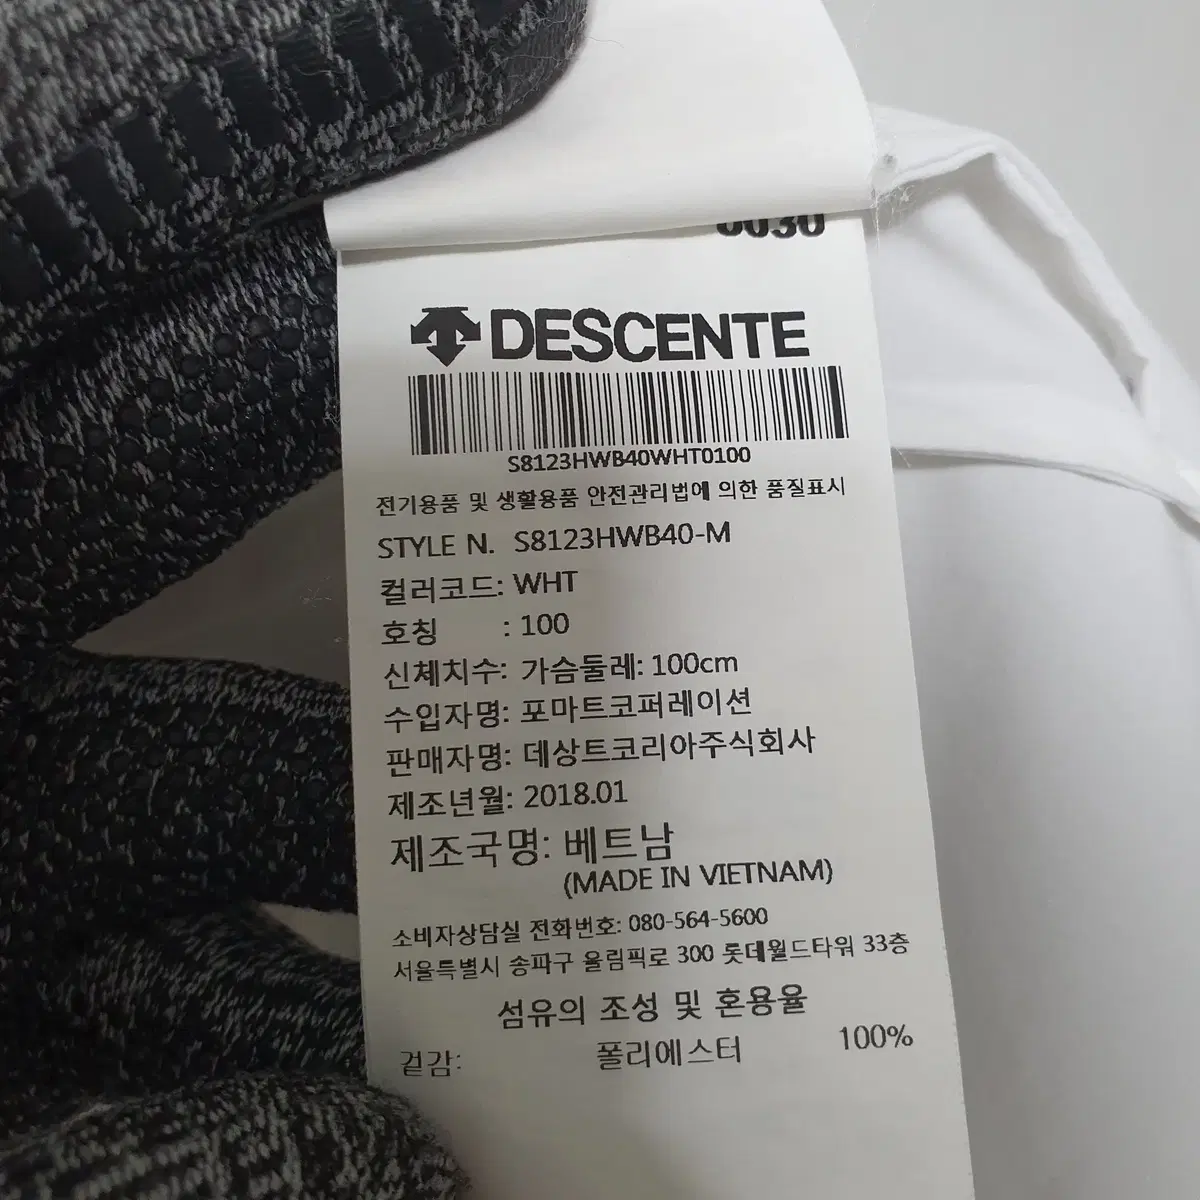 0030
DESCENTE
S8123HWB40WHT0100
전기용품 및 생활용품 안전관리법에 의한 품질표시
STYLE N. S8123HWB40-M
컬러코드: WHT
호칭 : 100
신체치수: 가슴둘레: 100cm
수입자명: 포마트코퍼레이션
판매자명: 데상트코리아주식회사
제조년월: 2018.01
제조국명: 베트남
(MADE IN VIETNAM)
소비자상담실 전화번호: 080-564-5600
서울특별시 송파구 올림픽로 300 롯데월드타워 33층
섬유의 조성 및 혼용율
겉감: 폴리에스터 100%